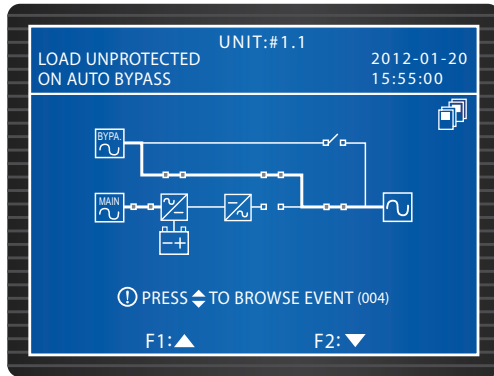 UNIT:#1.1
LOAD UNPROTECTED
ON AUTO BYPASS
2012-01-20
15:55:00
BYPA.
MAIN
! PRESS TO BROWSE EVENT (004)
F1:
F2: